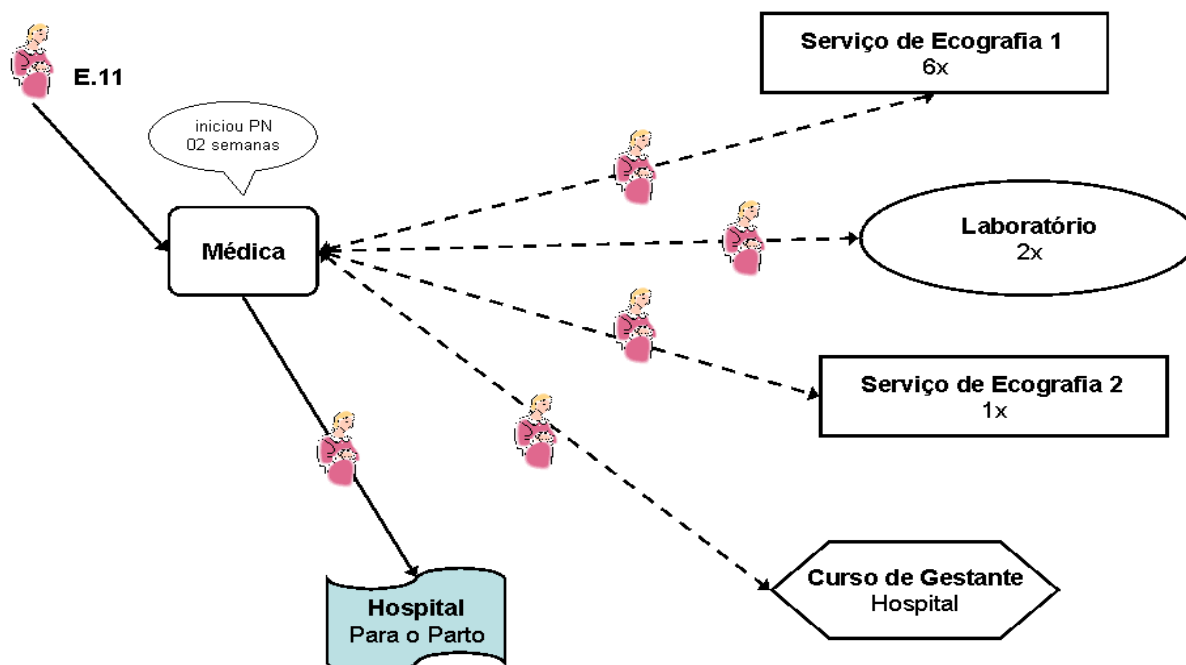 E.11
iniciou PN
02 semanas
Médica
Serviço de Ecografia 1
6x
Laboratório
2x
Serviço de Ecografia 2
1x
Curso de Gestante
Hospital
Hospital
Para o Parto